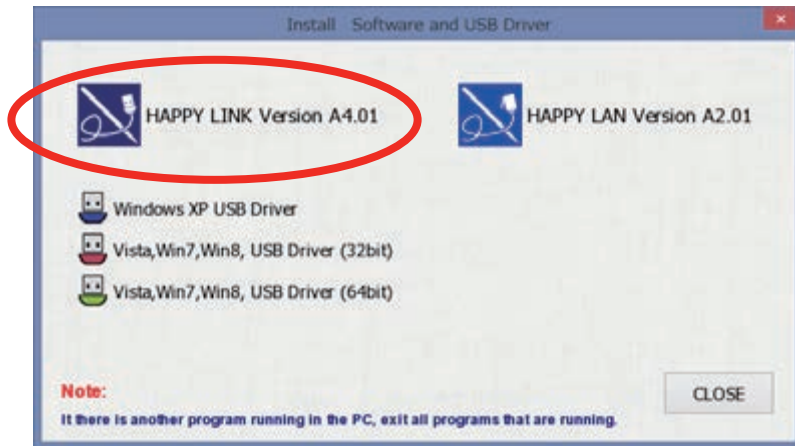 Install Software and USB Driver
HAPPY LINK Version A4.01
HAPPY LAN Version A2.01
Windows XP USB Driver
Vista,Win7,Win8, USB Driver (32bit)
Vista,Win7,Win8, USB Driver (64bit)
Note:
CLOSE
It there is another program running in the PC, exit all programs that are running.